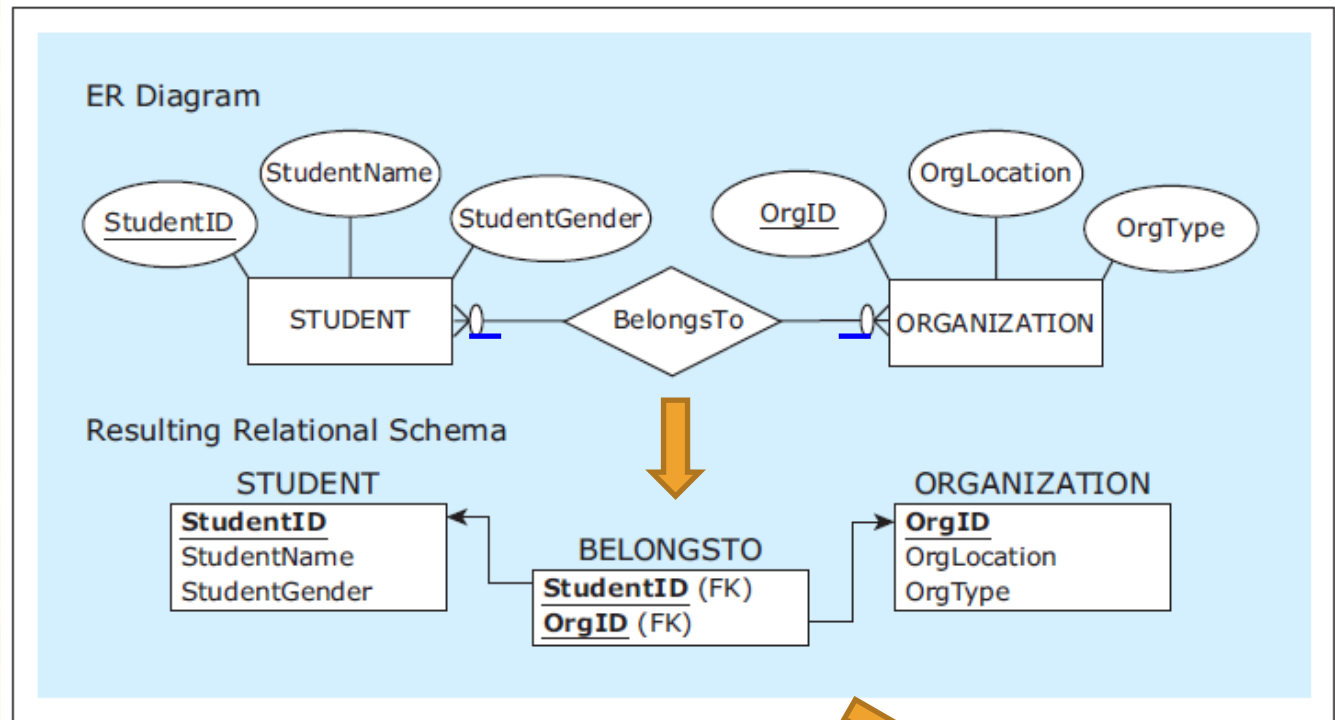 ER Diagram
StudentID
StudentName
StudentGender
OrgID
OrgLocation
OrgType
STUDENT
BelongsTo
ORGANIZATION
Resulting Relational Schema
STUDENT
StudentID
StudentName
StudentGender
BELONGSTO
StudentID (FK)
OrgID (FK)
ORGANIZATION
OrgID
OrgLocation
OrgType